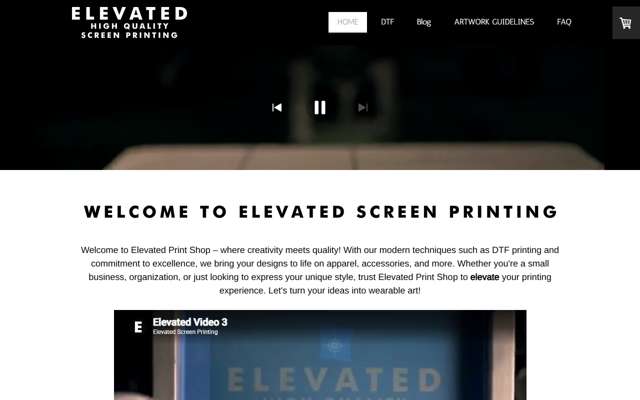 ELEVATED
HIGH QUALITY
SCREEN PRINTING
HOME
DTF
Blog
ARTWORK GUIDELINES
FAQ
WELCOME TO ELEVATED SCREEN PRINTING
Welcome to Elevated Print Shop – where creativity meets quality! With our modern techniques such as DTF printing and
commitment to excellence, we bring your designs to life on apparel, accessories, and more. Whether you're a small
business, organization, or just looking to express your unique style, trust Elevated Print Shop to elevate your printing
experience. Let's turn your ideas into wearable art!
E
Elevated Video 3
Elevated Screen Printing
ELEVATED
HIGH QUALITY